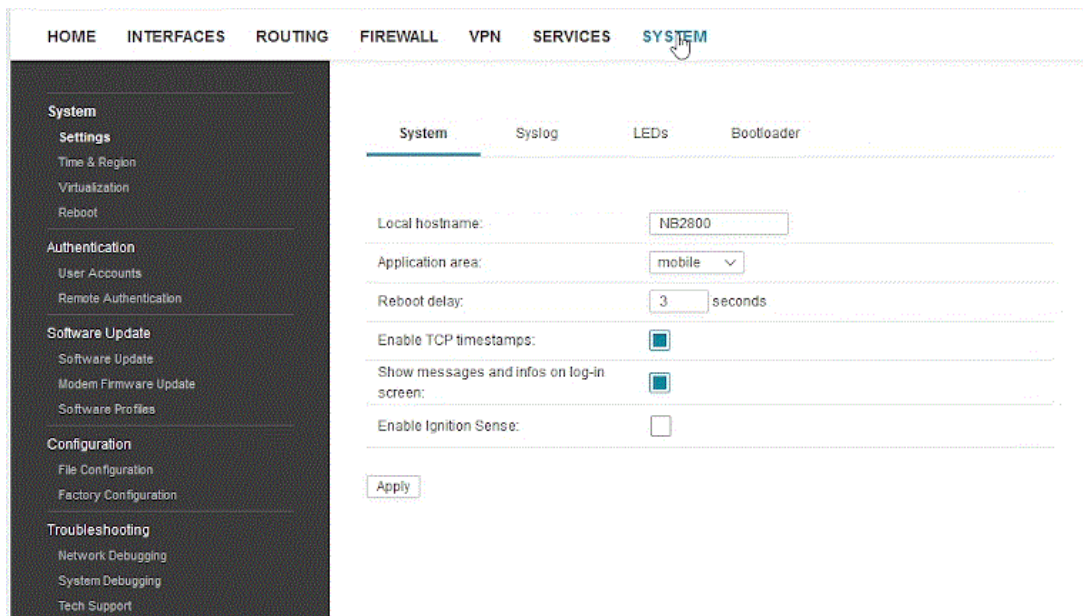 HOME INTERFACES ROUTING FIREWALL VPN SERVICES SYSTEM
System
Settings
Time & Region
Virtualization
Reboot
Authentication
User Accounts
Remote Authentication
Software Update
Software Update
Modem Firmware Update
Software Profiles
Configuration
File Configuration
Factory Configuration
Troubleshooting
Network Debugging
System Debugging
Tech Support
System Syslog LEDs Bootloader
Local hostname: NB2800
Application area: mobile
Reboot delay: 3 seconds
Enable TCP timestamps:
Show messages and infos on log-in
screen:
Enable Ignition Sense:
Apply